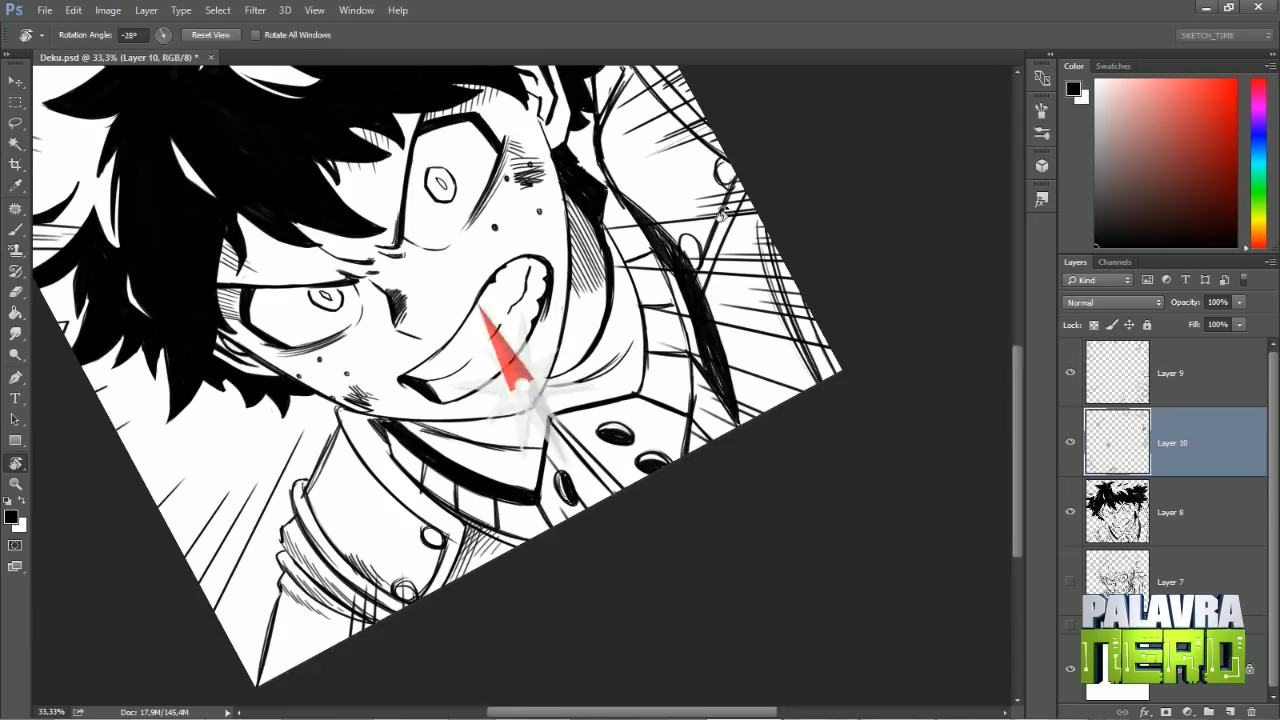 Ps File Edit Image Layer Type Select Filter 3D View Window Help
Rotation Angle: -28° Reset View Rotate All Windows SKETCH_TIME
Deku.psd @ 33,3% (Layer 10, RGB/8) * ×
Color Swatches
Layers Channels
Kind
Normal Opacity: 100%
Lock: Fill: 100%
Layer 9
Layer 10
Layer 8
Layer 7
PALAVRA
NERD
33,33% Doc: 17,9M/145,4M